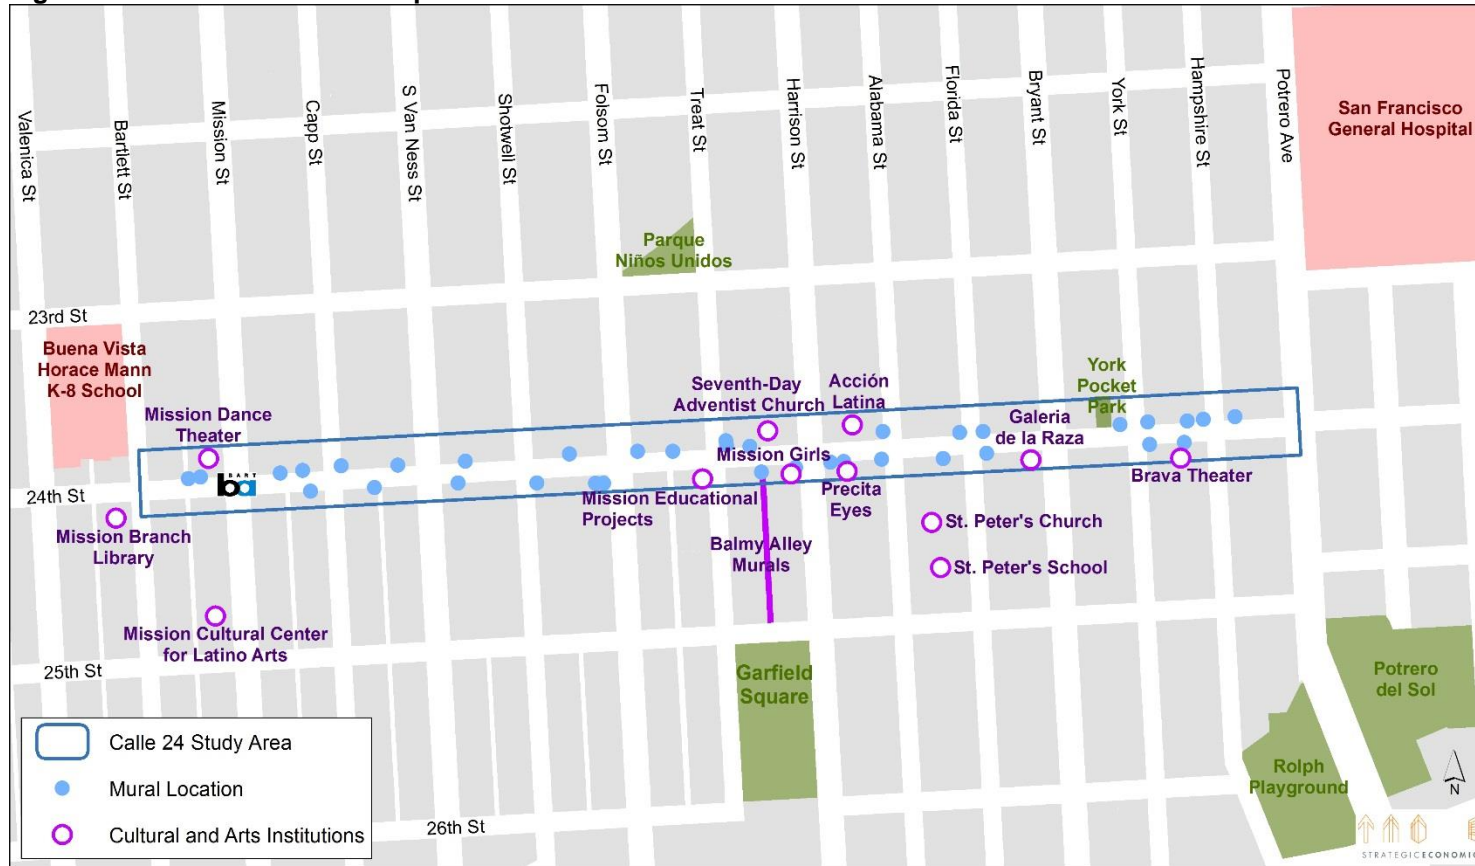 Valenica St
Bartlett St
Mission St
Capp St
S Van Ness St
Shotwell St
Folsom St
Treat St
Harrison St
Alabama St
Florida St
Bryant St
York St
Hampshire St
Potrero Ave
San Francisco
General Hospital
Parque
Niños Unidos
23rd St
Buena Vista
Horace Mann
K-8 School
Mission Dance
Theater
Seventh-Day
Adventist Church
Acción
Latina
York
Pocket
Park
Galeria
de la Raza
BART
ba
Mission Girls
24th St
Mission Branch
Library
Mission Educational
Projects
Precita
Eyes
Brava Theater
Balmy Alley
Murals
St. Peter's Church
St. Peter's School
Mission Cultural Center
for Latino Arts
25th St
Garfield
Square
Potrero
del Sol
Rolph
Playground
Calle 24 Study Area
Mural Location
Cultural and Arts Institutions
26th St
N
STRATEGICECONOMIC